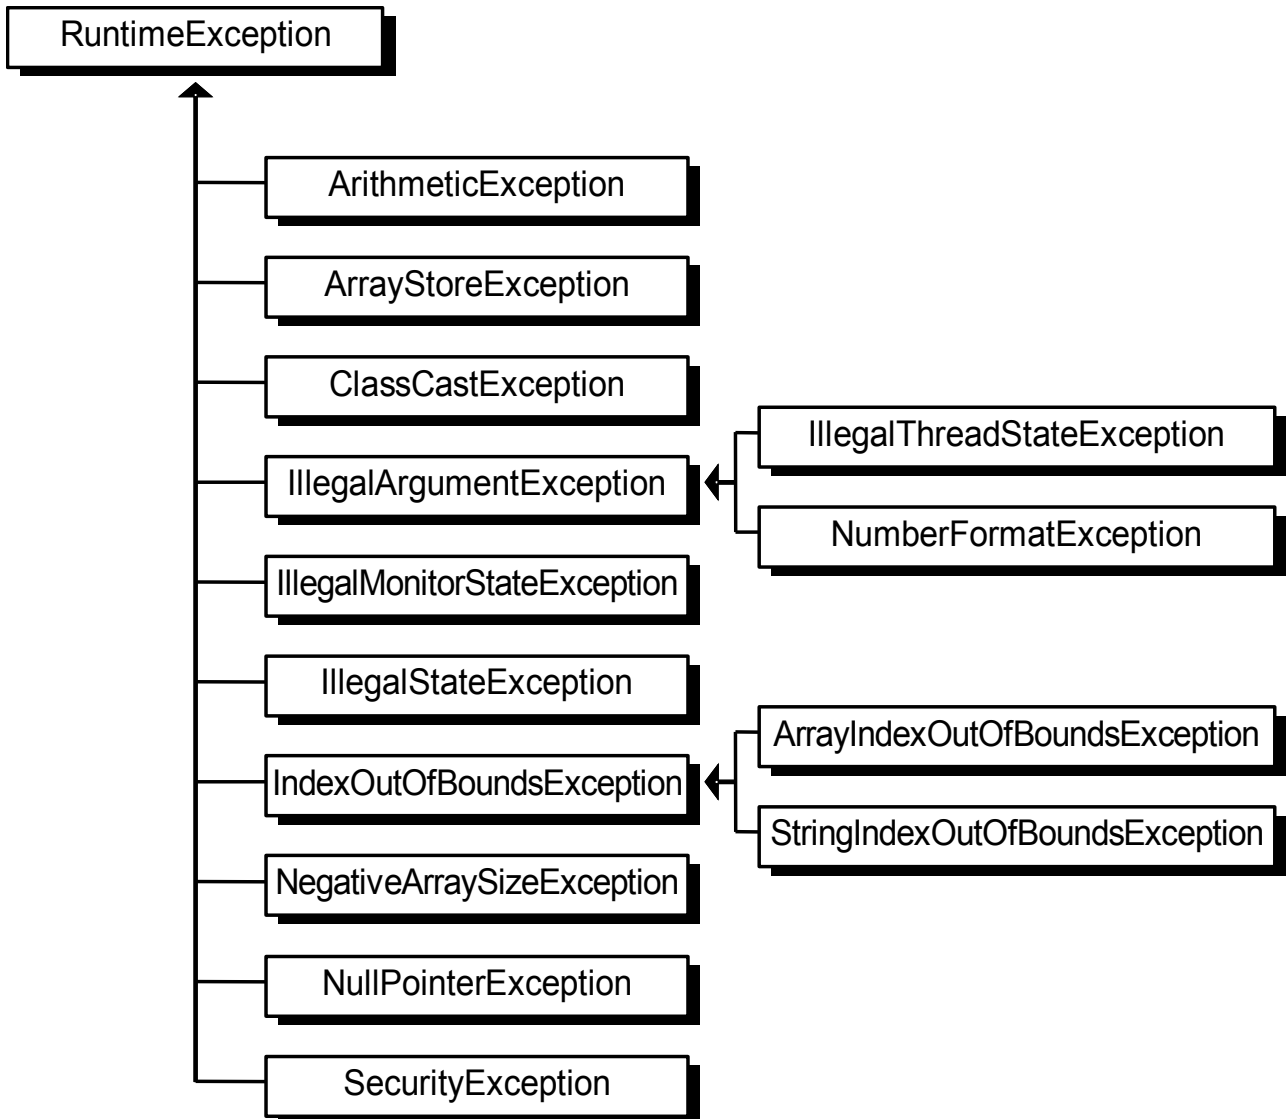 RuntimeException
ArithmeticException
ArrayStoreException
ClassCastException
IllegalArgumentException
IllegalThreadStateException
NumberFormatException
IllegalMonitorStateException
IllegalStateException
IndexOutOfBoundsException
ArrayIndexOutOfBoundsException
StringIndexOutOfBoundsException
NegativeArraySizeException
NullPointerException
SecurityException